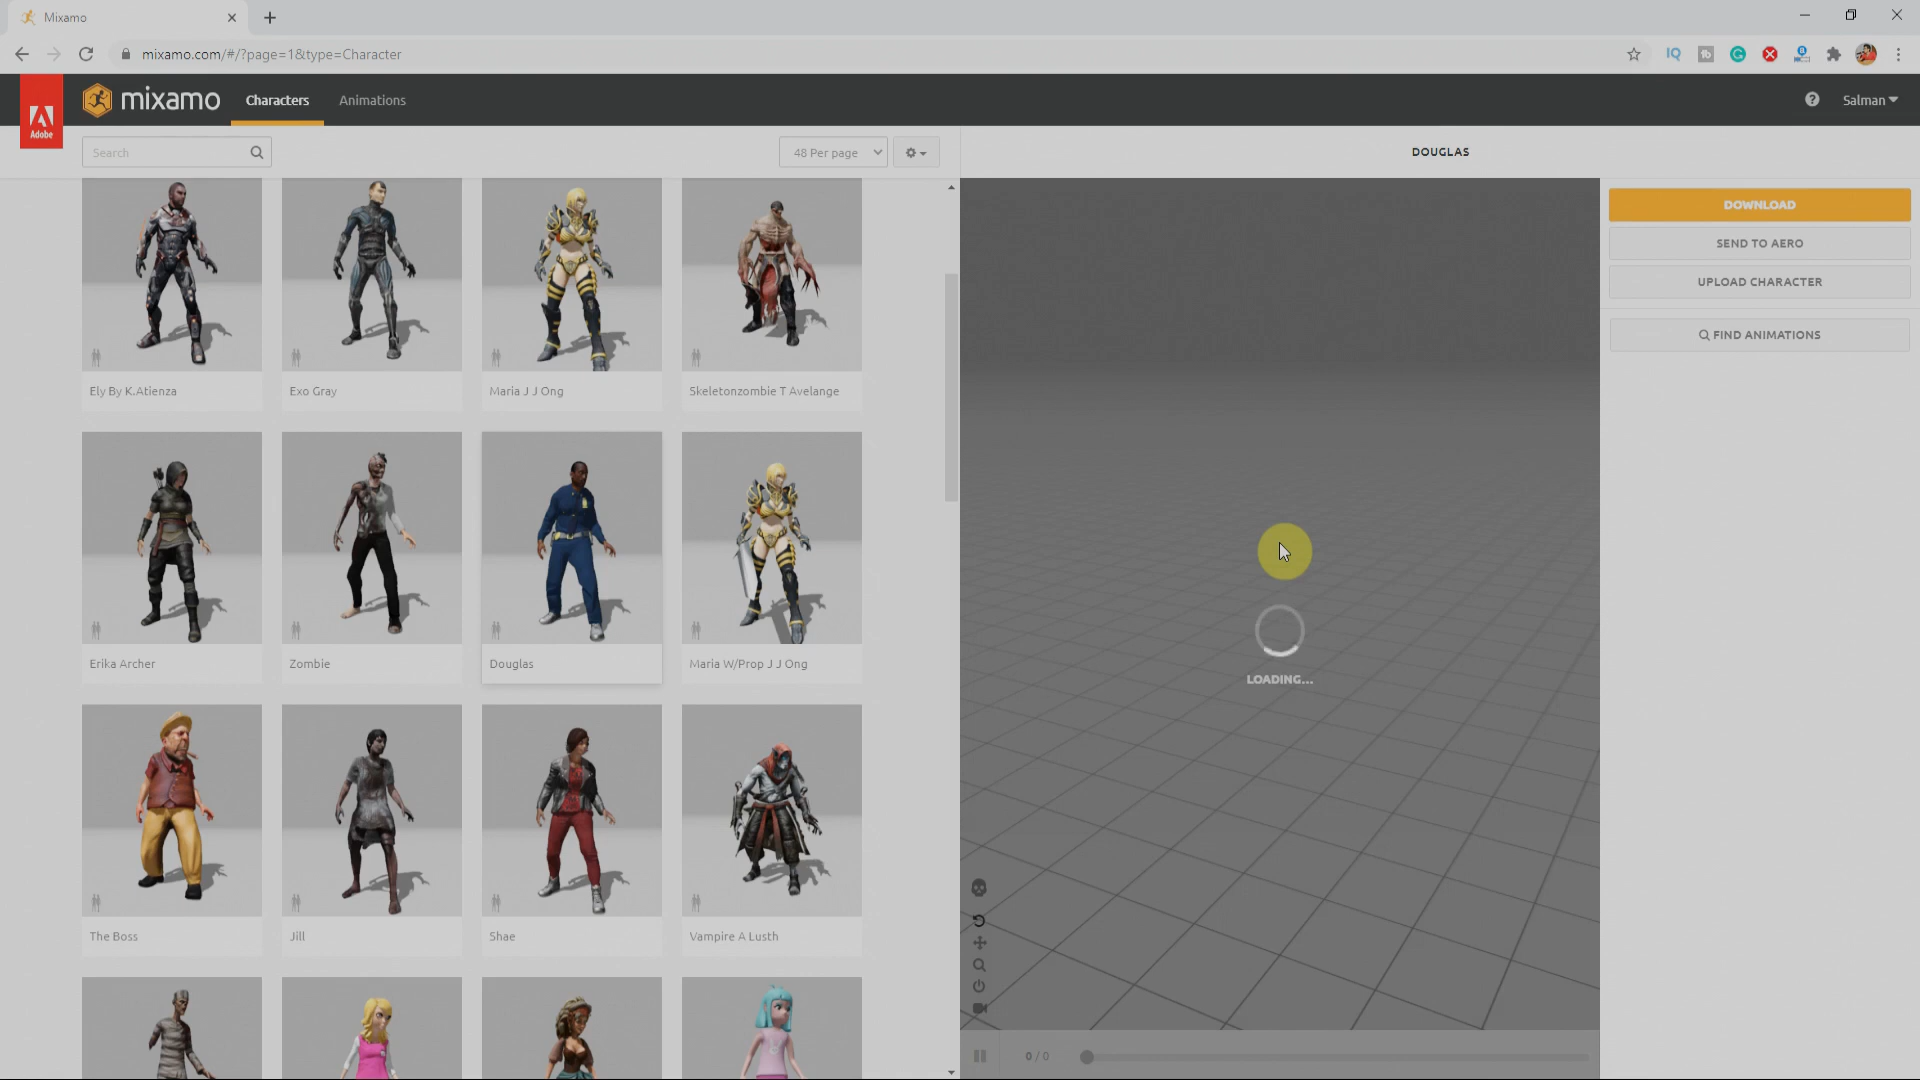 Mixamo
mixamo.com/#/?page=1&type=Character
IQ
Adobe
mixamo
Characters
Animations
Salman
Search
48 Per page
DOUGLAS
DOWNLOAD
SEND TO AERO
UPLOAD CHARACTER
FIND ANIMATIONS
Ely By K.Atienza
Exo Gray
Maria J J Ong
Skeletonzombie T Avelange
Erika Archer
Zombie
Douglas
Maria W/Prop J J Ong
LOADING...
The Boss
Jill
Shae
Vampire A Lusth
0 / 0